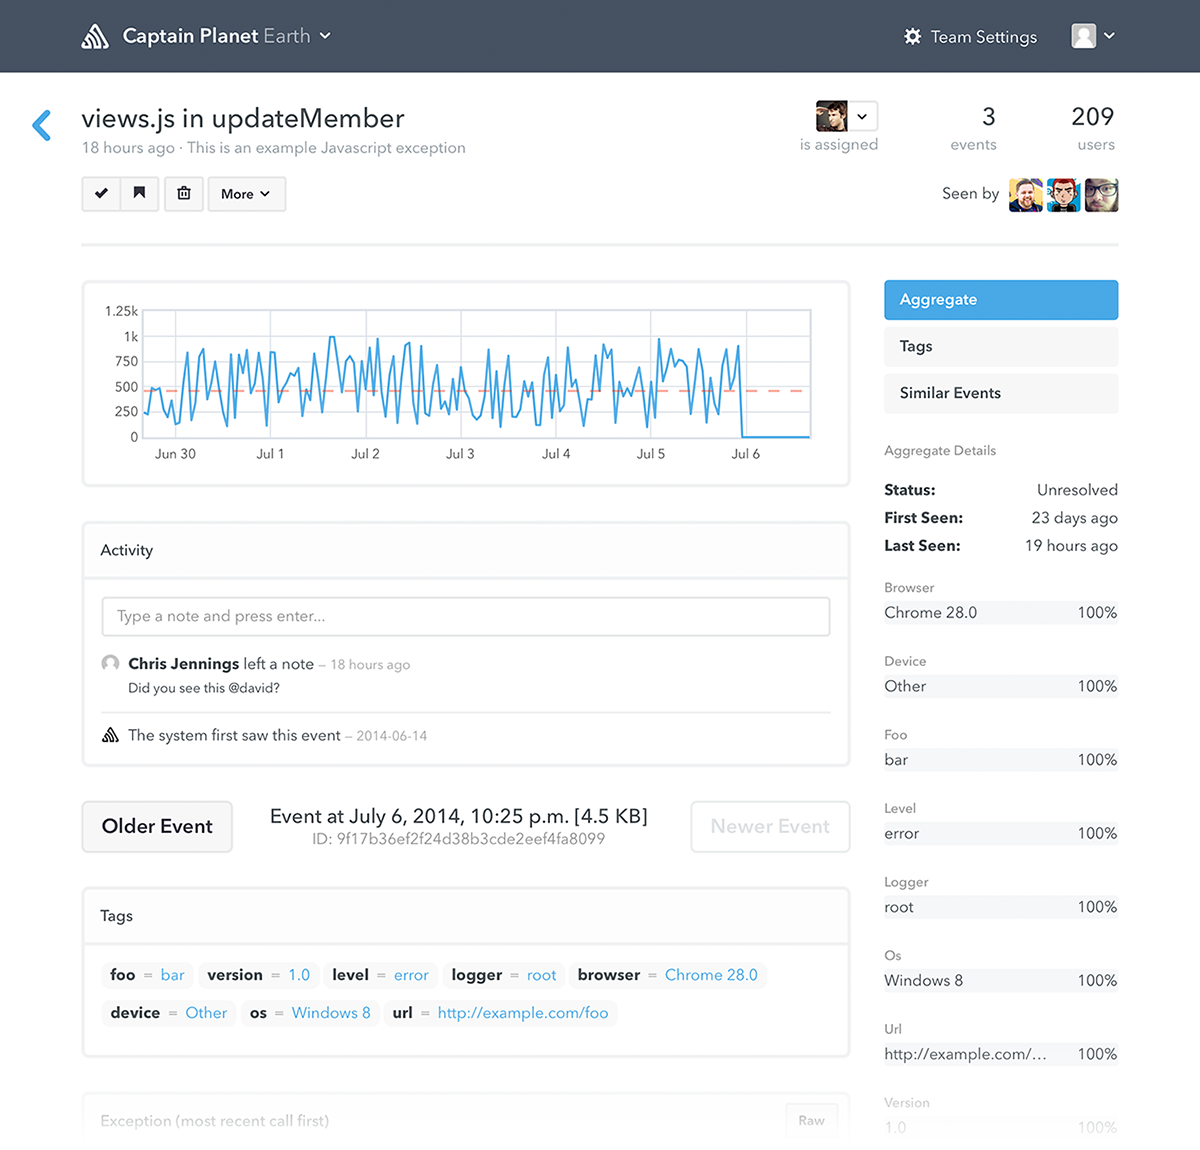 Captain Planet Earth
Team Settings
views.js in updateMember
18 hours ago · This is an example Javascript exception
is assigned
3
events
209
users
More
Seen by
1.25k
1k
750
500
250
0
Jun 30
Jul 1
Jul 2
Jul 3
Jul 4
Jul 5
Jul 6
Activity
Type a note and press enter...
Chris Jennings left a note – 18 hours ago
Did you see this @david?
The system first saw this event – 2014-06-14
Older Event
Event at July 6, 2014, 10:25 p.m. [4.5 KB]
ID: 9f17b36ef2f24d38b3cde2eef4fa8099
Newer Event
Tags
foo = bar version = 1.0 level = error logger = root browser = Chrome 28.0
device = Other os = Windows 8 url = http://example.com/foo
Exception (most recent call first)
Raw
Aggregate
Tags
Similar Events
Aggregate Details
Status: Unresolved
First Seen: 23 days ago
Last Seen: 19 hours ago
Browser
Chrome 28.0 100%
Device
Other 100%
Foo
bar 100%
Level
error 100%
Logger
root 100%
Os
Windows 8 100%
Url
http://example.com/... 100%
Version
1.0 100%